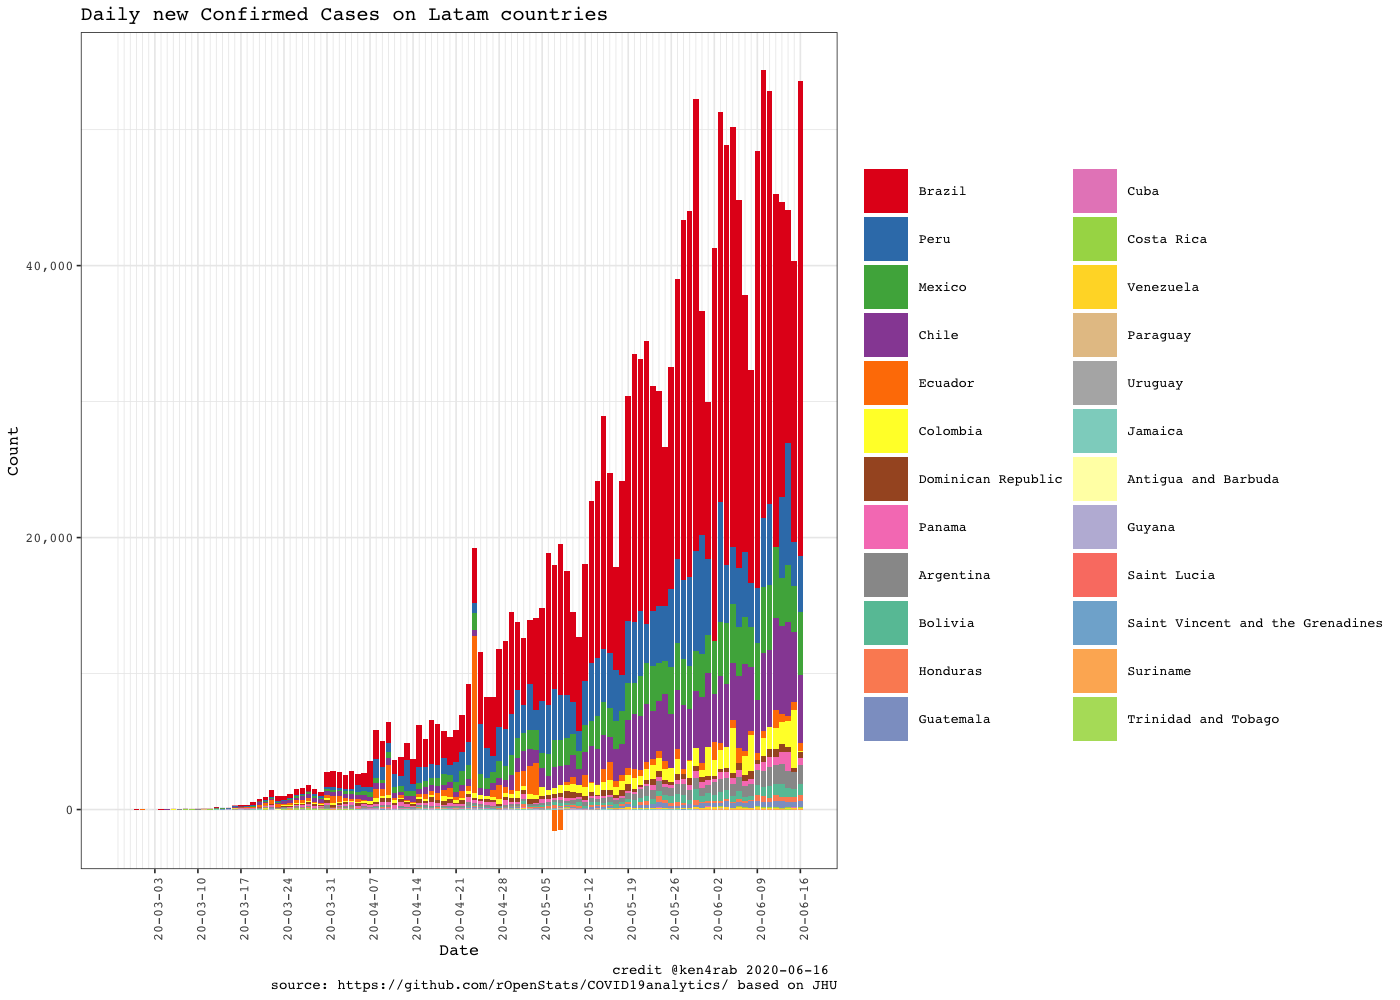 Daily new Confirmed Cases on Latam countries
Count
40,000
20,000
0
20-03-03
20-03-10
20-03-17
20-03-24
20-03-31
20-04-07
20-04-14
20-04-21
20-04-28
20-05-05
20-05-12
20-05-19
20-05-26
20-06-02
20-06-09
20-06-16
Date
Brazil
Peru
Mexico
Chile
Ecuador
Colombia
Dominican Republic
Panama
Argentina
Bolivia
Honduras
Guatemala
Cuba
Costa Rica
Venezuela
Paraguay
Uruguay
Jamaica
Antigua and Barbuda
Guyana
Saint Lucia
Saint Vincent and the Grenadines
Suriname
Trinidad and Tobago
credit @ken4rab 2020-06-16
source: https://github.com/rOpenStats/COVID19analytics/ based on JHU